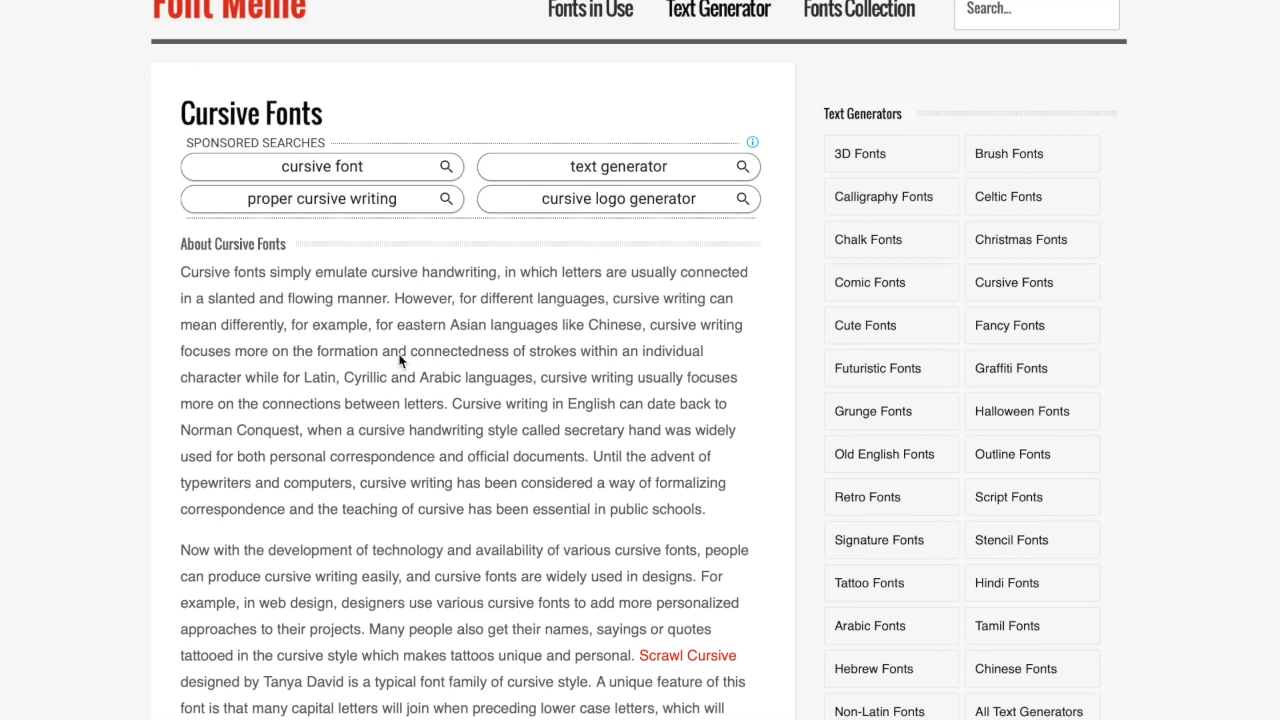 Font Meme
Fonts in Use
Text Generator
Fonts Collection
Search...
Cursive Fonts
SPONSORED SEARCHES
cursive font
text generator
proper cursive writing
cursive logo generator
About Cursive Fonts
Cursive fonts simply emulate cursive handwriting, in which letters are usually connected
in a slanted and flowing manner. However, for different languages, cursive writing can
mean differently, for example, for eastern Asian languages like Chinese, cursive writing
focuses more on the formation and connectedness of strokes within an individual
character while for Latin, Cyrillic and Arabic languages, cursive writing usually focuses
more on the connections between letters. Cursive writing in English can date back to
Norman Conquest, when a cursive handwriting style called secretary hand was widely
used for both personal correspondence and official documents. Until the advent of
typewriters and computers, cursive writing has been considered a way of formalizing
correspondence and the teaching of cursive has been essential in public schools.
Now with the development of technology and availability of various cursive fonts, people
can produce cursive writing easily, and cursive fonts are widely used in designs. For
example, in web design, designers use various cursive fonts to add more personalized
approaches to their projects. Many people also get their names, sayings or quotes
tattooed in the cursive style which makes tattoos unique and personal. Scrawl Cursive
designed by Tanya David is a typical font family of cursive style. A unique feature of this
font is that many capital letters will join when preceding lower case letters, which will
Text Generators
3D Fonts
Brush Fonts
Calligraphy Fonts
Celtic Fonts
Chalk Fonts
Christmas Fonts
Comic Fonts
Cursive Fonts
Cute Fonts
Fancy Fonts
Futuristic Fonts
Graffiti Fonts
Grunge Fonts
Halloween Fonts
Old English Fonts
Outline Fonts
Retro Fonts
Script Fonts
Signature Fonts
Stencil Fonts
Tattoo Fonts
Hindi Fonts
Arabic Fonts
Tamil Fonts
Hebrew Fonts
Chinese Fonts
Non-Latin Fonts
All Text Generators